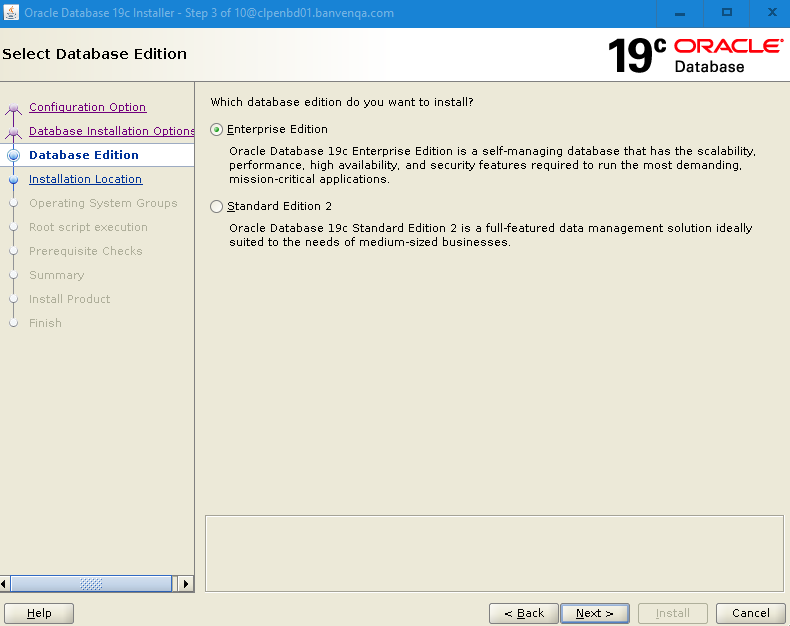 Oracle Database 19c Installer - Step 3 of 10@clpenbd01.banvenqa.com
Select Database Edition
19c ORACLE
Database
Configuration Option
Database Installation Options
Database Edition
Installation Location
Operating System Groups
Root script execution
Prerequisite Checks
Summary
Install Product
Finish
Which database edition do you want to install?
Enterprise Edition
Oracle Database 19c Enterprise Edition is a self-managing database that has the scalability,
performance, high availability, and security features required to run the most demanding,
mission-critical applications.
Standard Edition 2
Oracle Database 19c Standard Edition 2 is a full-featured data management solution ideally
suited to the needs of medium-sized businesses.
Help
< Back
Next >
Install
Cancel